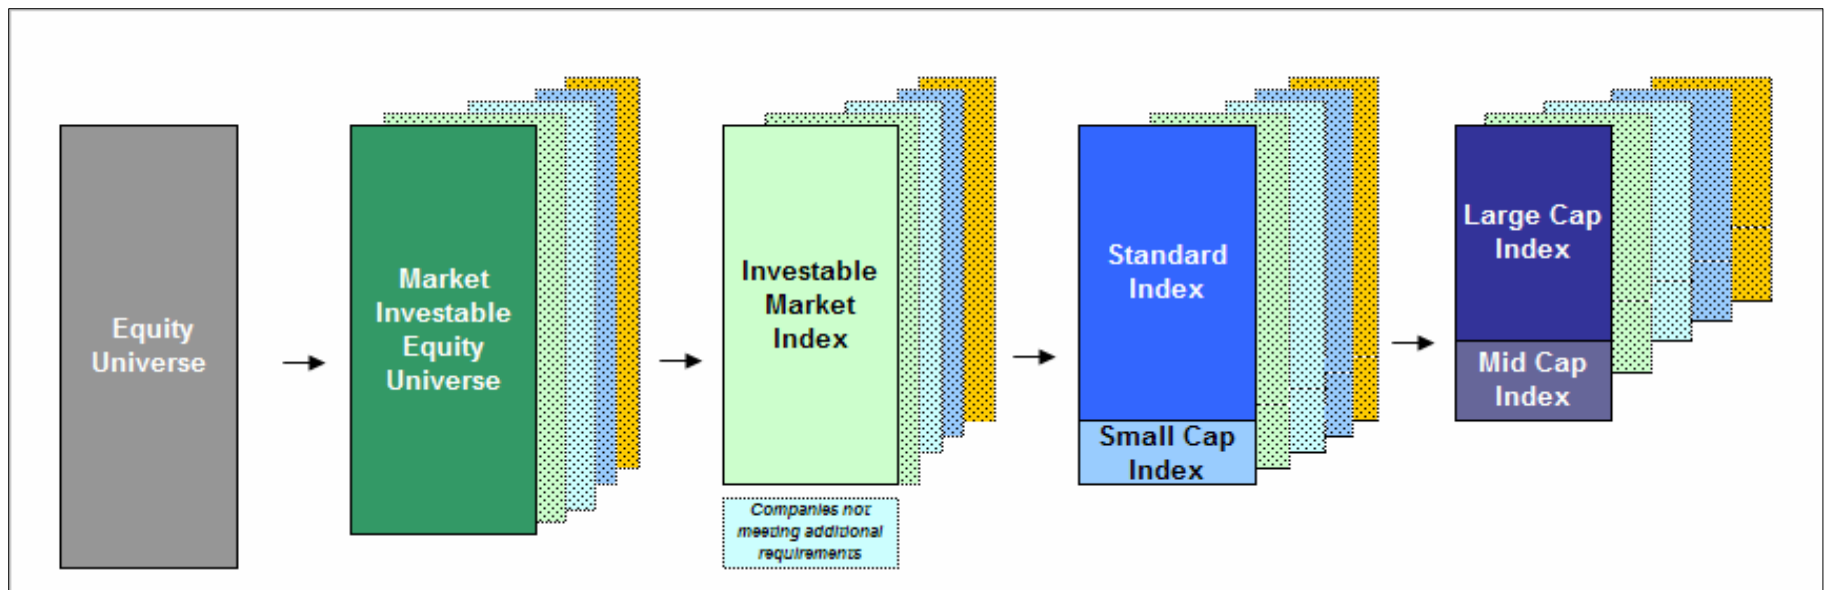 Equity
Universe
Market
Investable
Equity
Universe
Investable
Market
Index
Companies not
meeting additional
requirements
Standard
Index
Small Cap
Index
Large Cap
Index
Mid Cap
Index